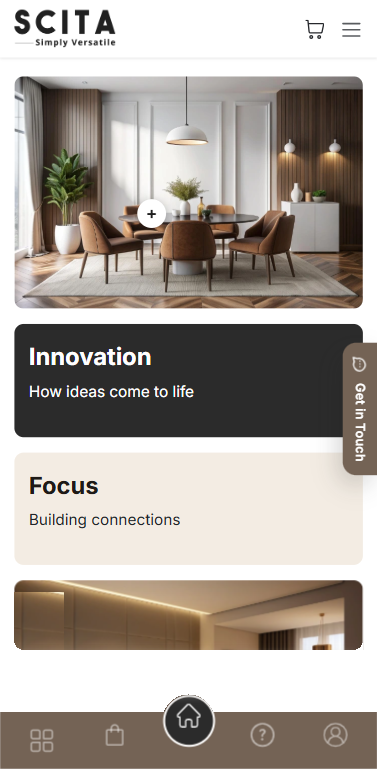 SCITA
Simply Versatile
Innovation
How ideas come to life
Get in Touch
Focus
Building connections